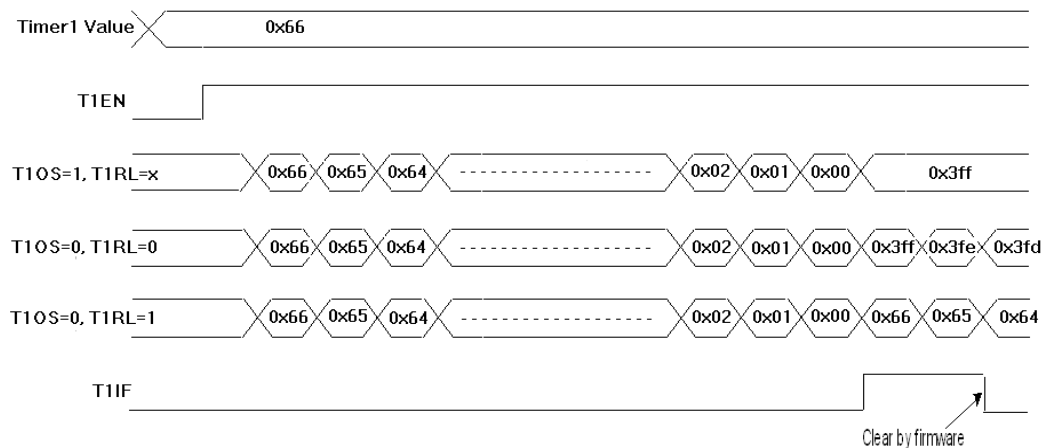 Timer1 Value 0x66
T1EN
T1OS=1, T1RL=x 0x66 0x65 0x64 0x02 0x01 0x00 0x3ff
T1OS=0, T1RL=0 0x66 0x65 0x64 0x02 0x01 0x00 0x3ff 0x3fe 0x3fd
T1OS=0, T1RL=1 0x66 0x65 0x64 0x02 0x01 0x00 0x66 0x65 0x64
T1IF
Clear by firmware